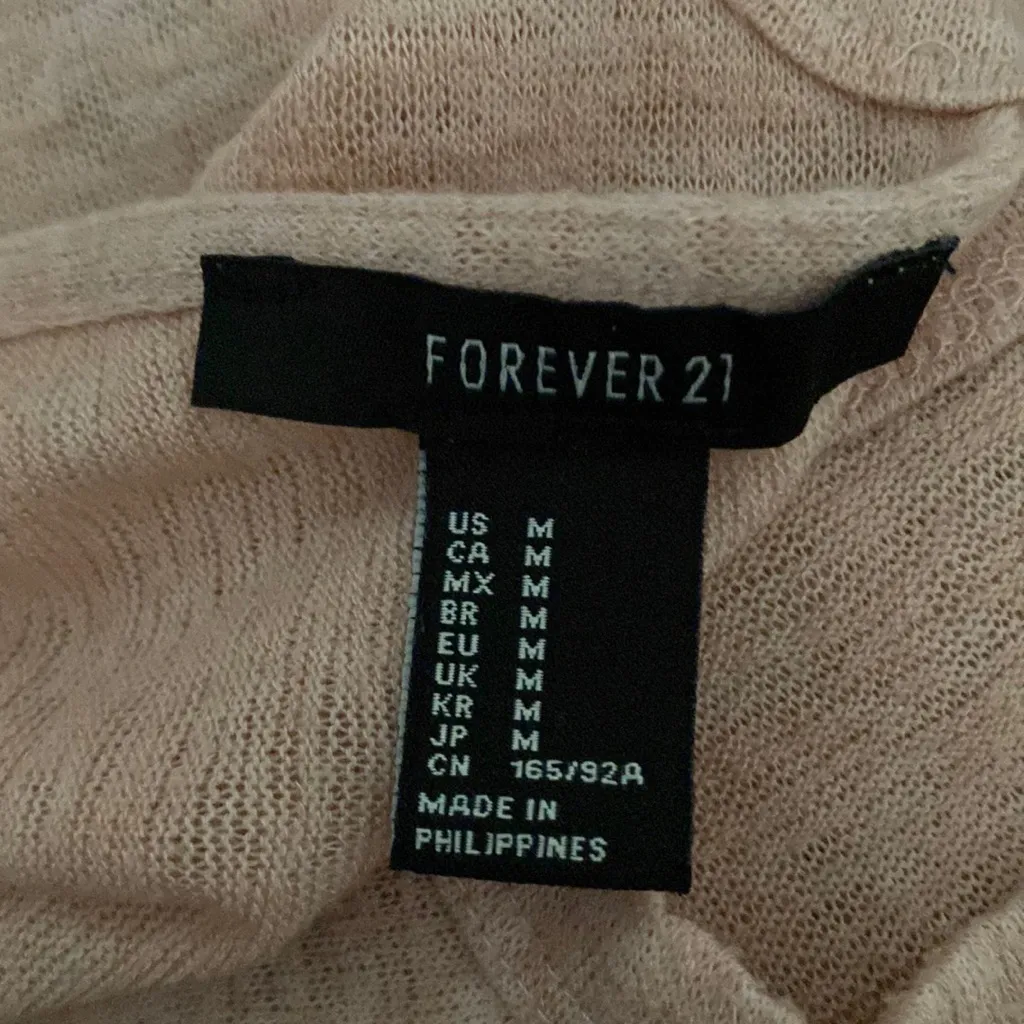 FOREVER 21
US M
CA M
MX M
BR M
EU M
UK M
KR M
JP M
CN 165/92A
MADE IN
PHILIPPINES